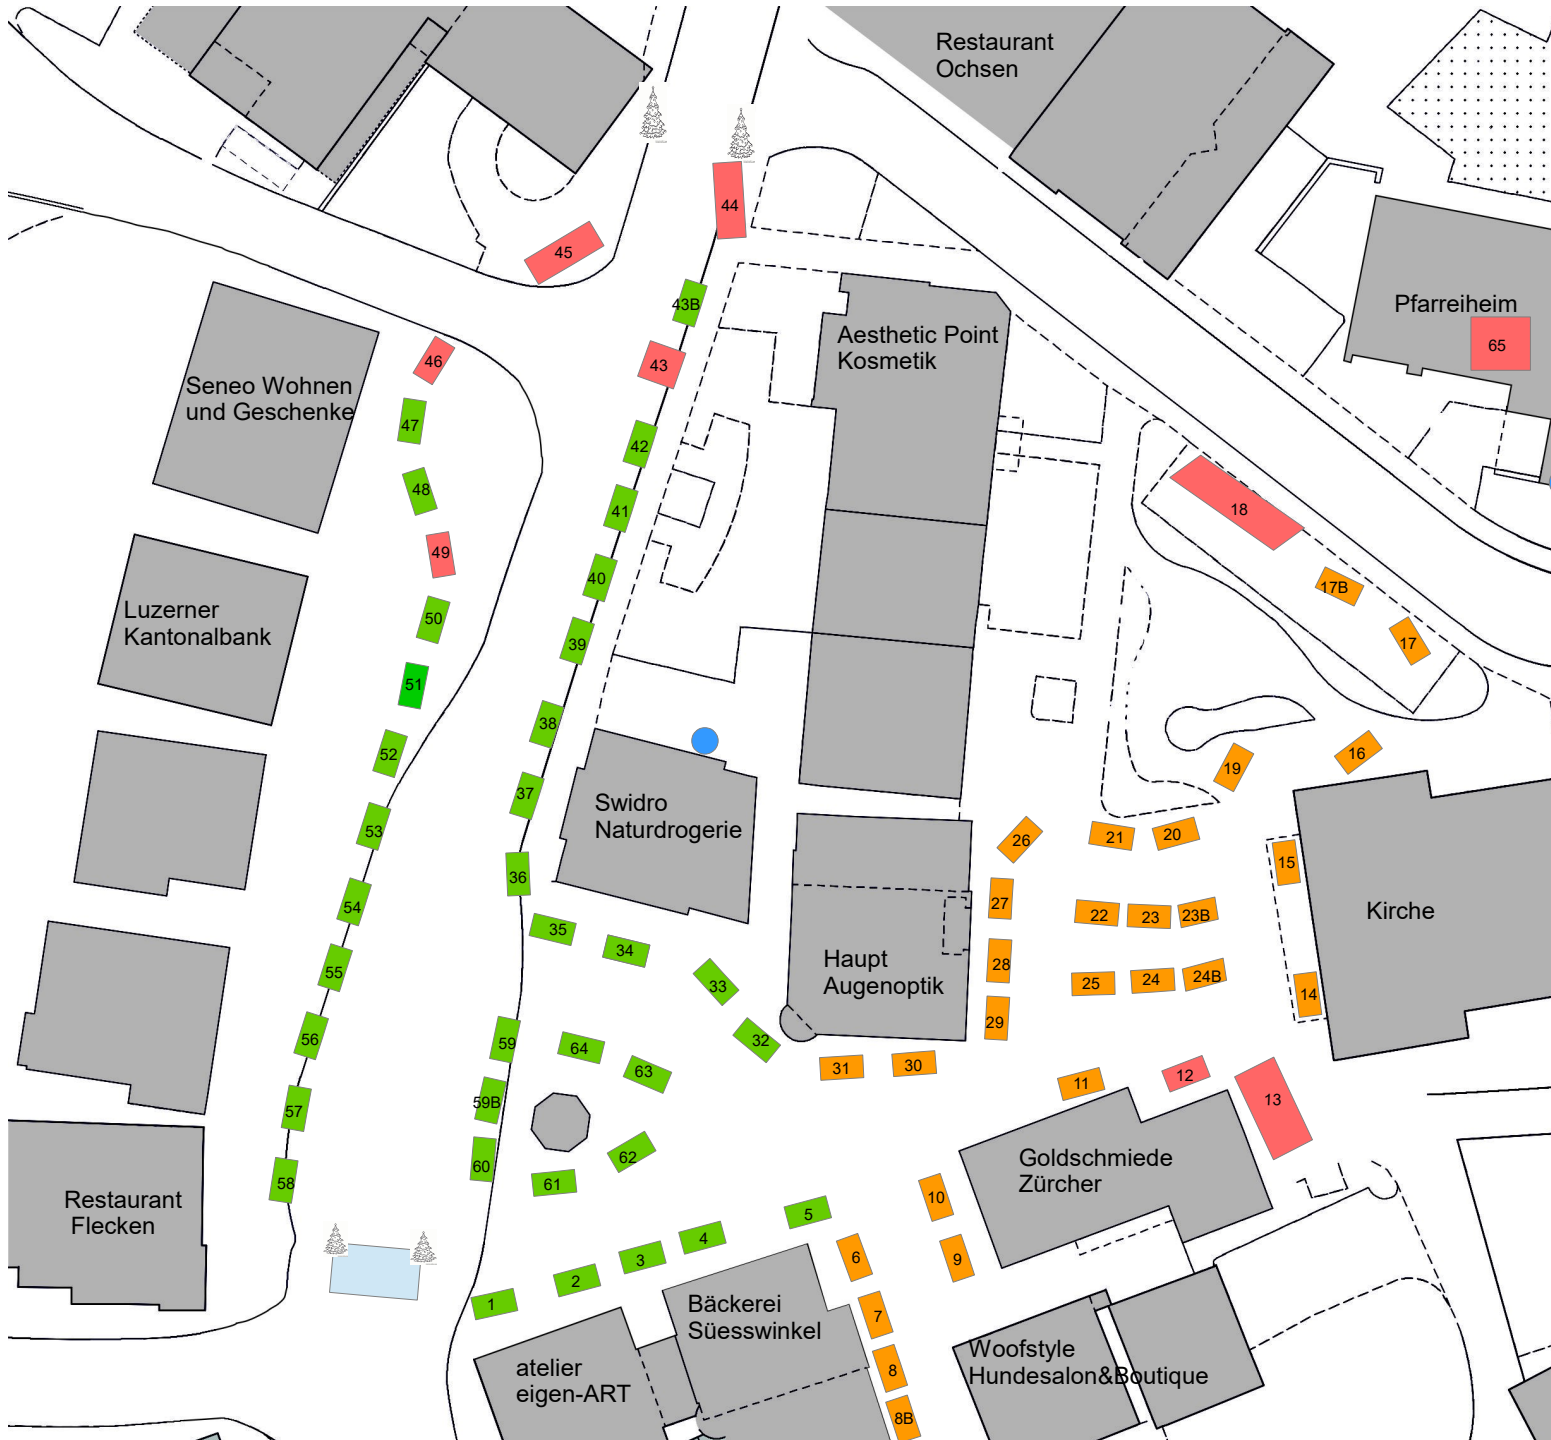 Restaurant
Ochsen
44
45
43B
Pfarreiheim
65
Aesthetic Point
Kosmetik
46
43
Seneo Wohnen
und Geschenke
47
42
48
41
18
49
40
17B
Luzerner
Kantonalbank
50
39
17
51
38
52
16
19
37
Swidro
Naturdrogerie
53
26
21
20
15
36
54
27
22
23
23B
Kirche
35
34
55
33
Haupt
Augenoptik
28
25
24
24B
14
29
56
59
64
32
63
31
30
11
12
13
57
59B
58
60
61
62
Goldschmiede
Zürcher
Restaurant
Flecken
10
5
4
3
2
1
6
9
Bäckerei
Süesswinkel
7
8
8B
atelier
eigen-ART
Woofstyle
Hundesalon&Boutique